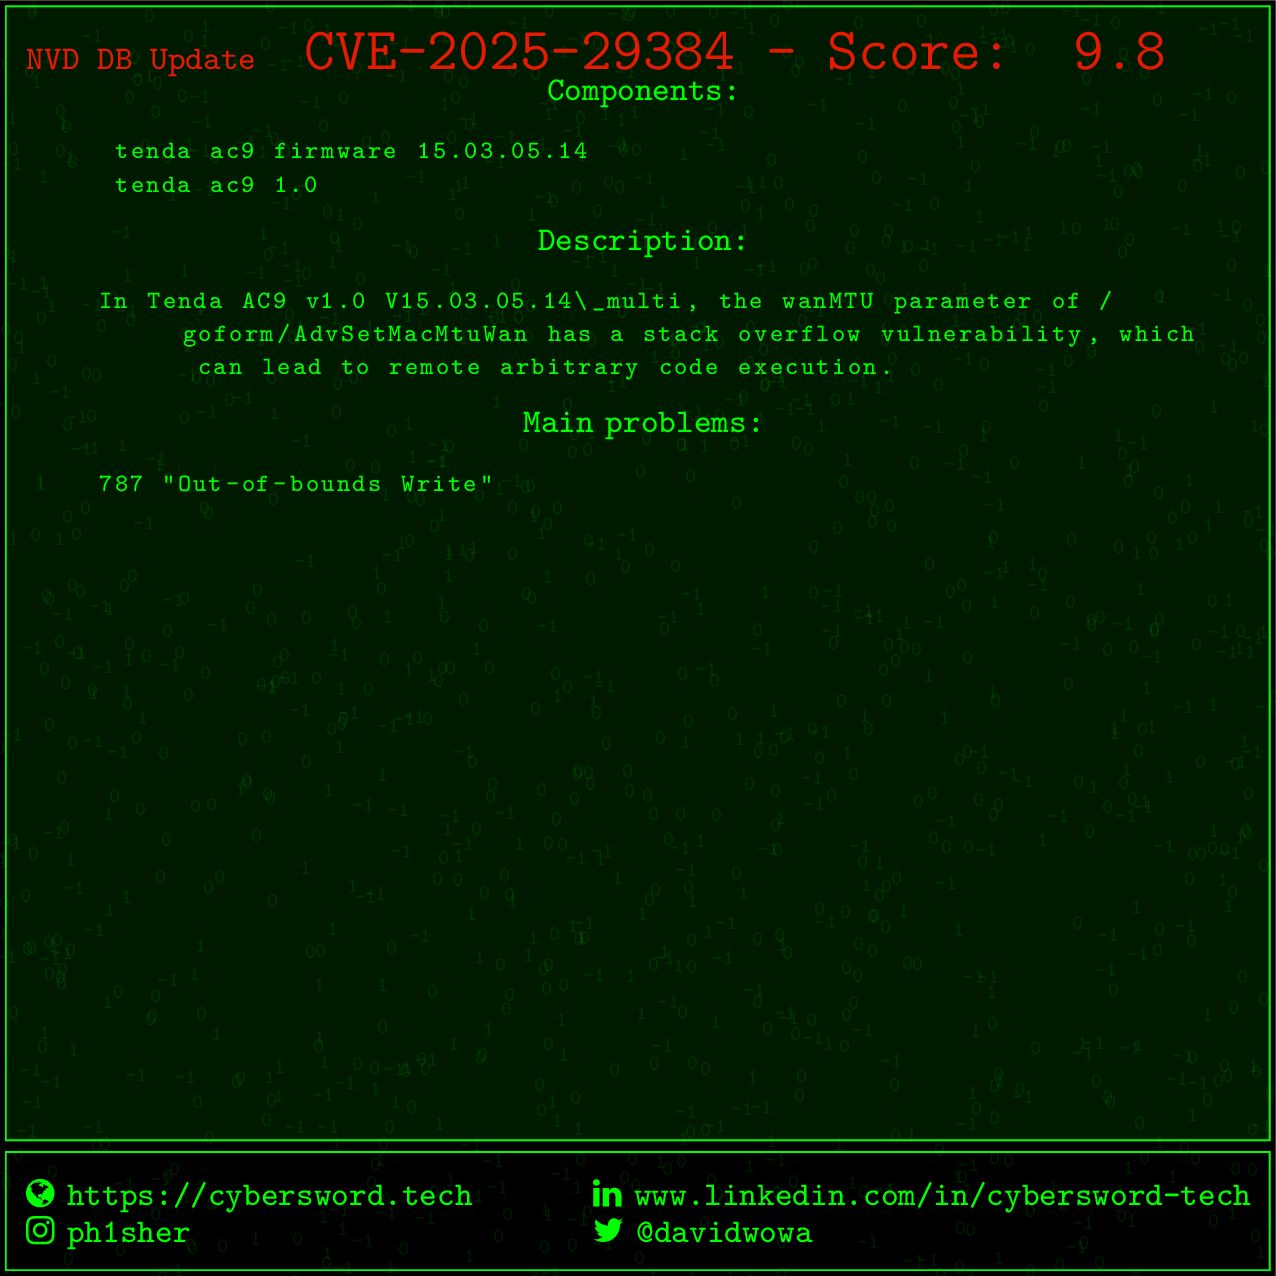 NVD DB Update CVE-2025-29384 - Score: 9.8
Components:
tenda ac9 firmware 15.03.05.14
tenda ac9 1.0
Description:
In Tenda AC9 v1.0 V15.03.05.14\_multi, the wanMTU parameter of /
goform/AdvSetMacMtuWan has a stack overflow vulnerability, which
can lead to remote arbitrary code execution.
Main problems:
787 "Out-of-bounds Write"
https://cybersword.tech
www.linkedin.com/in/cybersword-tech
ph1sher
@davidwowa